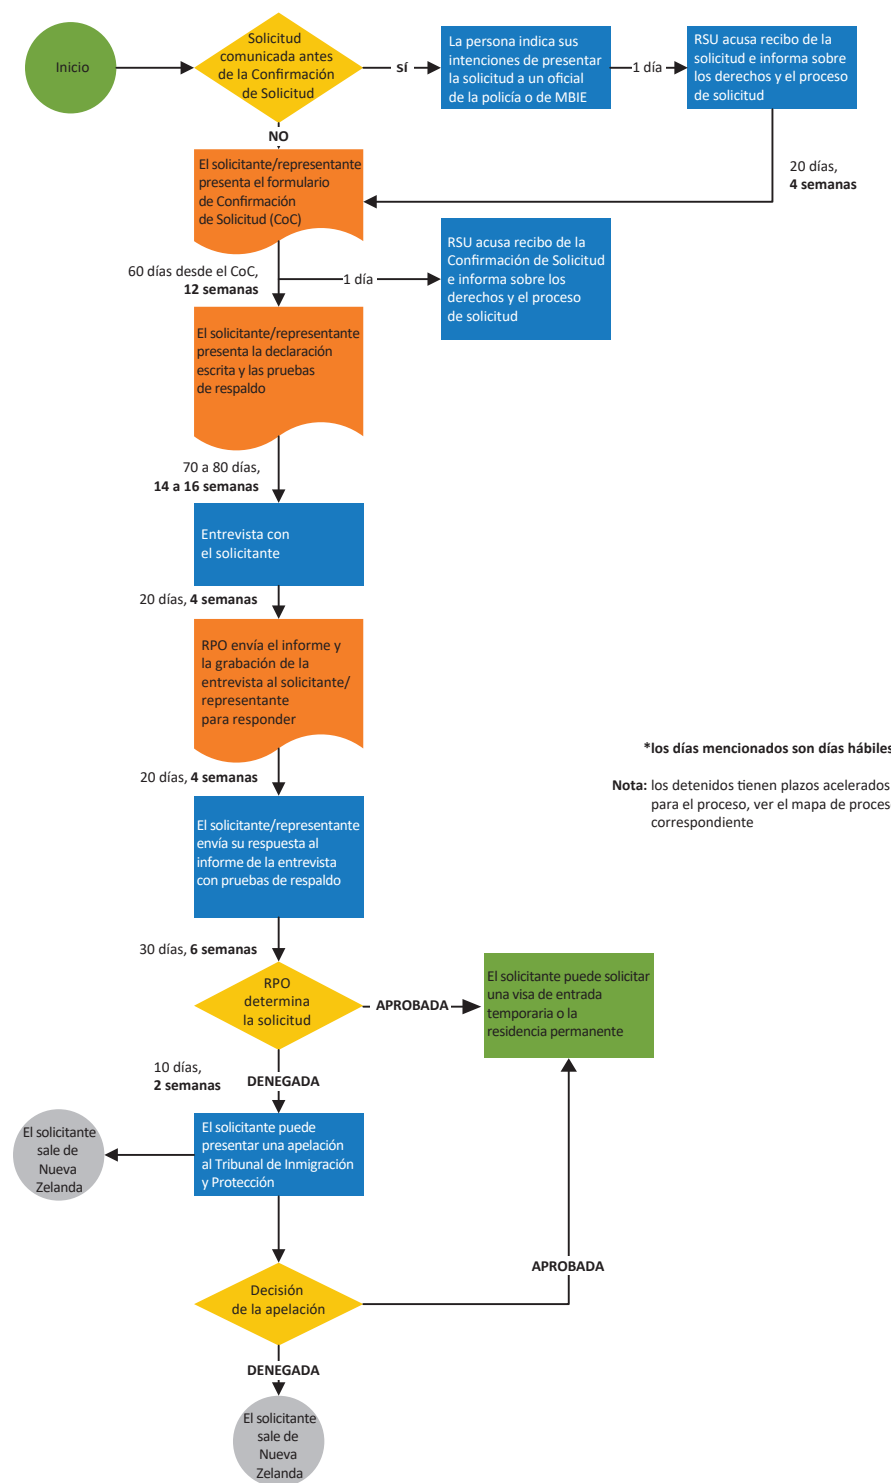 Inicio
Solicitud
comunicada antes
de la Confirmación
de Solicitud
SÍ
La persona indica sus
intenciones de presentar
la solicitud a un oficial
de la policía o de MBIE
1 día
RSU acusa recibo de la
solicitud e informa sobre
los derechos y el proceso
de solicitud
NO
20 días,
4 semanas
El solicitante/representante
presenta el formulario
de Confirmación
de Solicitud (CoC)
60 días desde el CoC,
12 semanas
1 día
RSU acusa recibo de la
Confirmación de Solicitud
e informa sobre los
derechos y el proceso
de solicitud
El solicitante/representante
presenta la declaración
escrita y las pruebas
de respaldo
70 a 80 días,
14 a 16 semanas
Entrevista con
el solicitante
20 días, 4 semanas
RPO envía el informe y
la grabación de la
entrevista al solicitante/
representante
para responder
*los días mencionados son días hábiles
Nota: los detenidos tienen plazos acelerados
para el proceso, ver el mapa de proces
correspondiente
20 días, 4 semanas
El solicitante/representante
envía su respuesta al
informe de la entrevista
con pruebas de respaldo
30 días, 6 semanas
RPO
determina
la solicitud
APROBADA
El solicitante puede solicitar
una visa de entrada
temporaria o la
residencia permanente
10 días,
2 semanas
DENEGADA
El solicitante
sale de
Nueva
Zelanda
El solicitante puede
presentar una apelación
al Tribunal de Inmigración
y Protección
APROBADA
Decisión
de la apelación
DENEGADA
El solicitante
sale de
Nueva
Zelanda